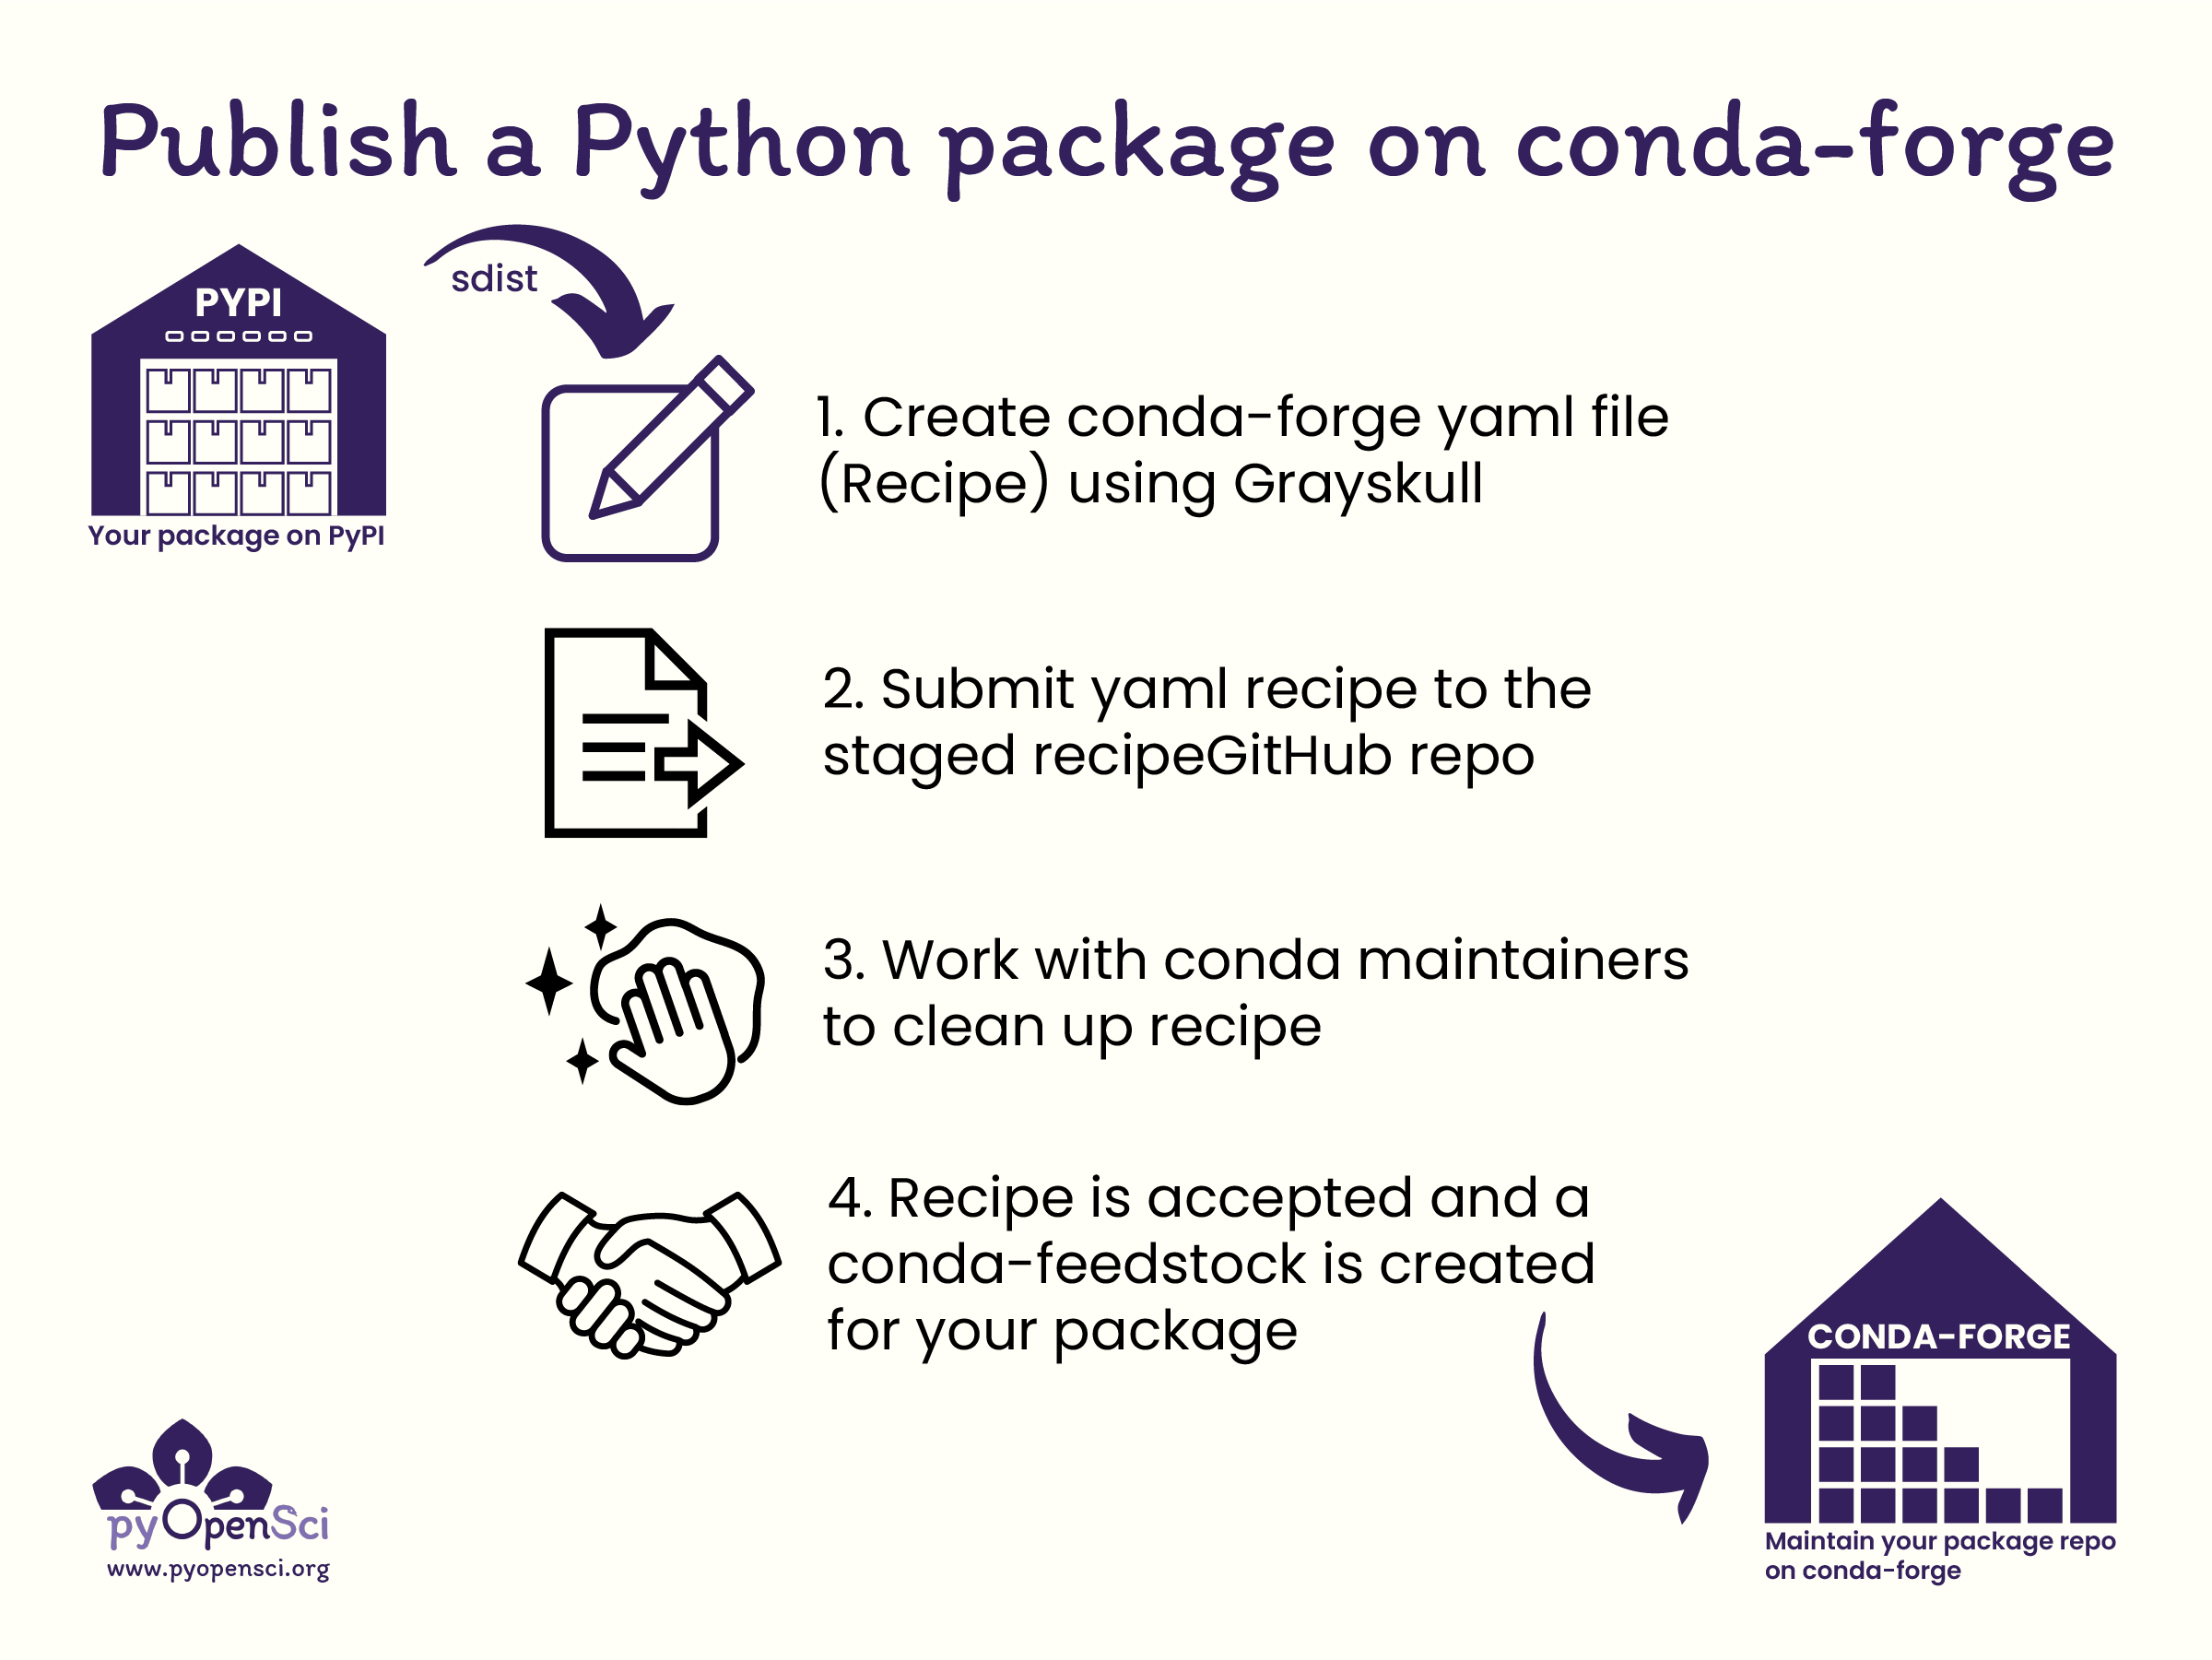 Publish a Python package on conda-forge
sdist
PYPI
Your package on PyPI
1. Create conda-forge yaml file
(Recipe) using Grayskull
2. Submit yaml recipe to the
staged recipeGitHub repo
3. Work with conda maintainers
to clean up recipe
4. Recipe is accepted and a
conda-feedstock is created
for your package
CONDA-FORGE
Maintain your package repo
on conda-forge
pyOpenSci
www.pyopensci.org